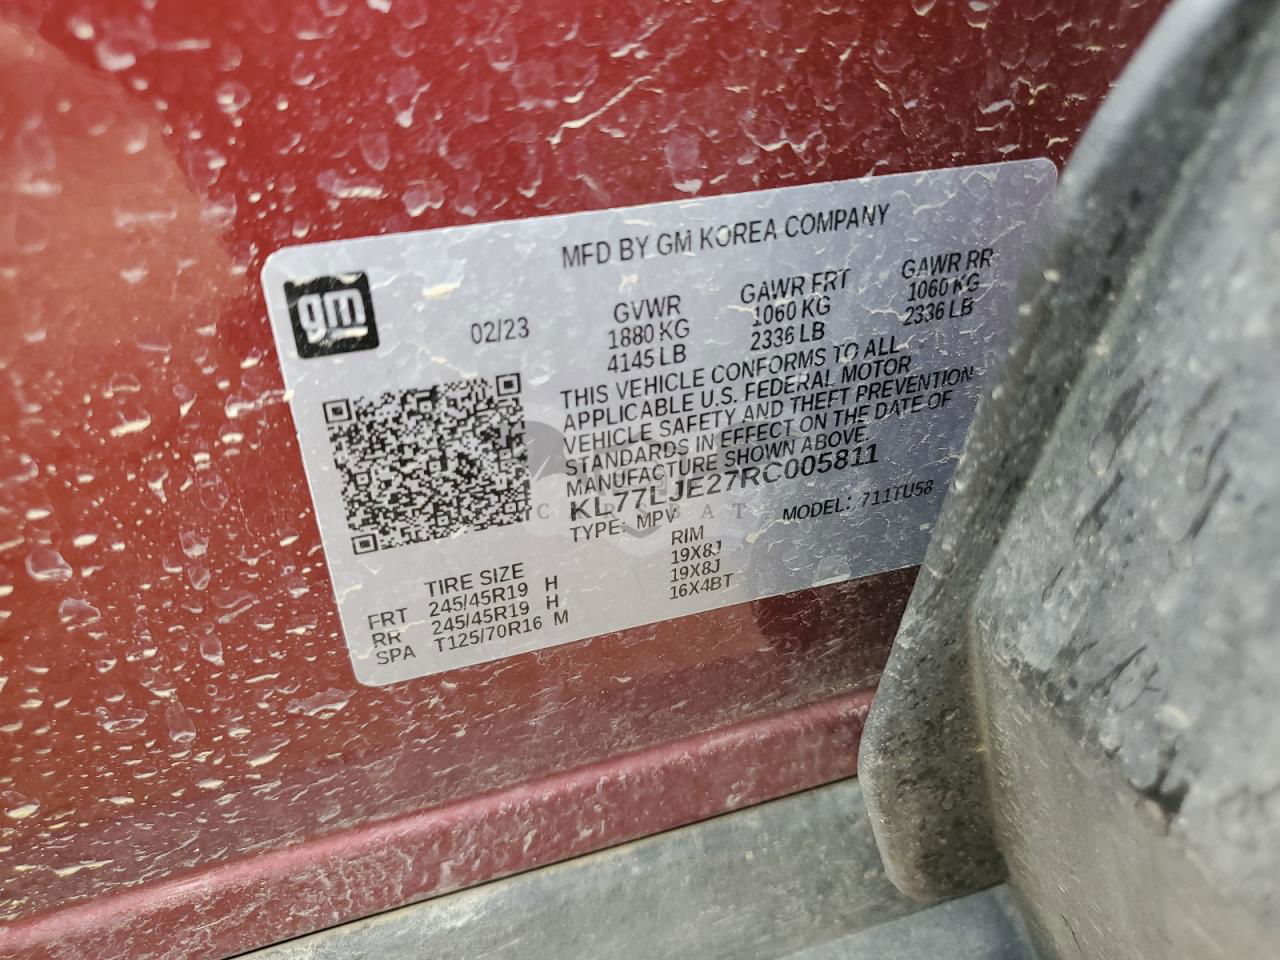 MFD BY GM KOREA COMPANY
gm
02/23
GVWR GAWR FRT GAWR RR
1880 KG 1060 KG 1060 KG
4145 LB 2336 LB 2336 LB
THIS VEHICLE CONFORMS TO ALL
APPLICABLE U.S. FEDERAL MOTOR
VEHICLE SAFETY AND THEFT PREVENTION
STANDARDS IN EFFECT ON THE DATE OF
MANUFACTURE SHOWN ABOVE.
KL77LJE27RC005811
TYPE: MPV MODEL: 711TU58
TIRE SIZE RIM
FRT 245/45R19 H 19X8J
RR 245/45R19 H 19X8J
SPA T125/70R16 M 16X4BT